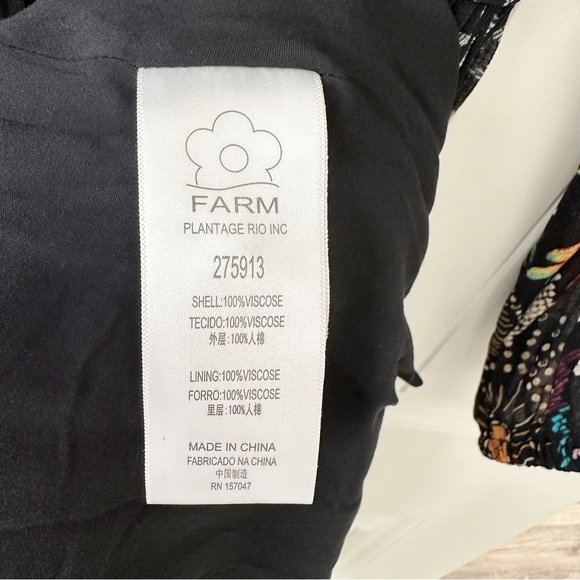 FARM
PLANTAGE RIO INC
275913
SHELL:100%VISCOSE
TECIDO:100%VISCOSE
外层:100%人棉
LINING:100%VISCOSE
FORRO:100%VISCOSE
里层:100%人棉
MADE IN CHINA
FABRICADO NA CHINA
中国制造
RN 157047